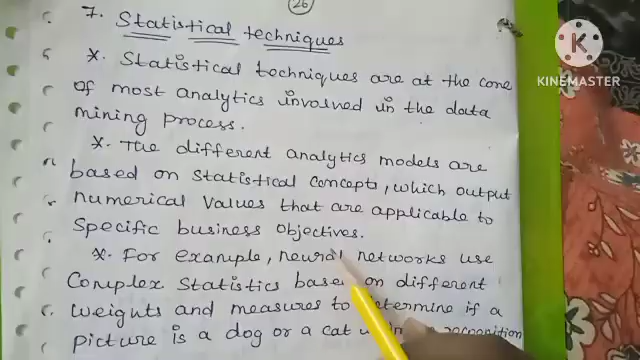 26
7. Statistical techniques
*. Statistical techniques are at the core
of most analytics involved in the data
mining process.
*. The different analytics models are
based on statistical concepts, which output
numerical values that are applicable to
specific business objectives.
*. For example, neural networks use
complex statistics based on different
weights and measures to determine if a
picture is a dog or a cat recognition
KINEMASTER